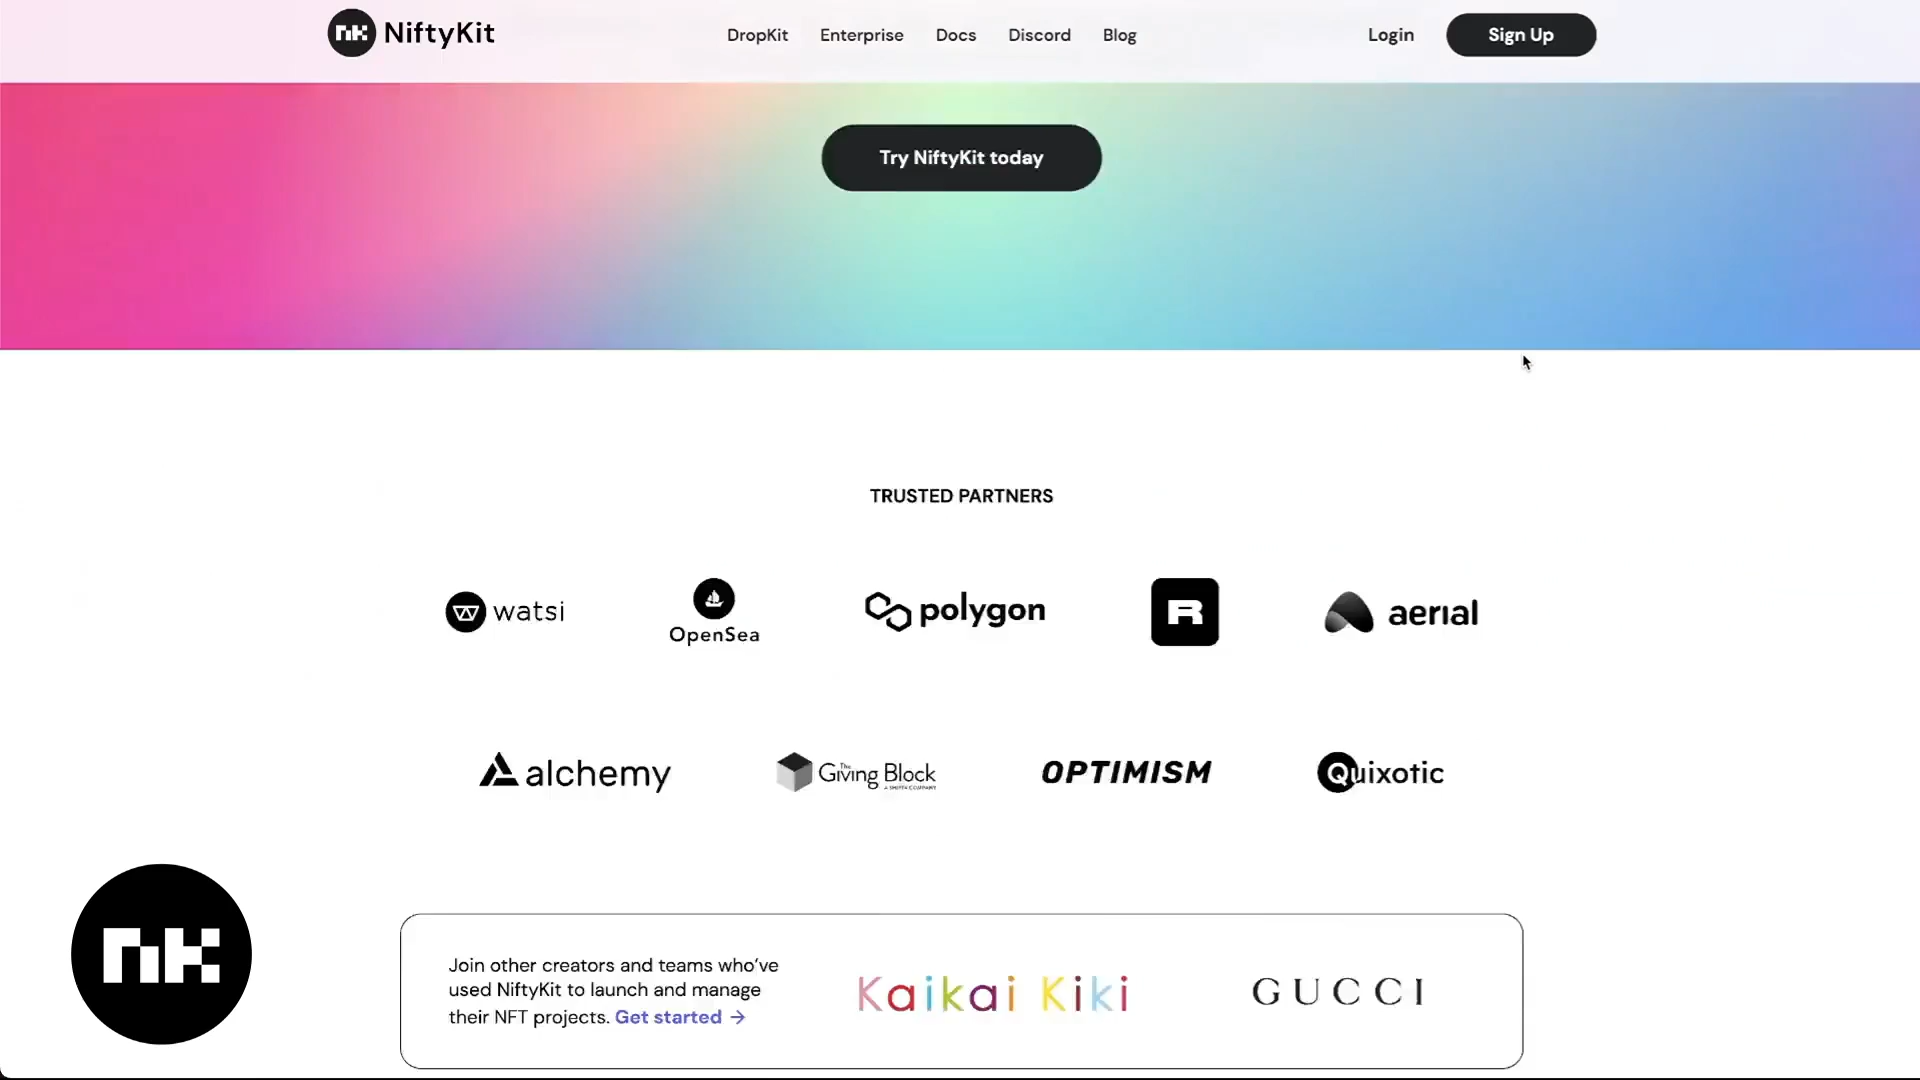 NiftyKit
DropKit Enterprise Docs Discord Blog
Login
Sign Up
Try NiftyKit today
TRUSTED PARTNERS
watsi
OpenSea
polygon
R
aerial
alchemy
The Giving Block
OPTIMISM
Quixotic
nk
Join other creators and teams who’ve
used NiftyKit to launch and manage
their NFT projects. Get started →
Kaikai Kiki
GUCCI